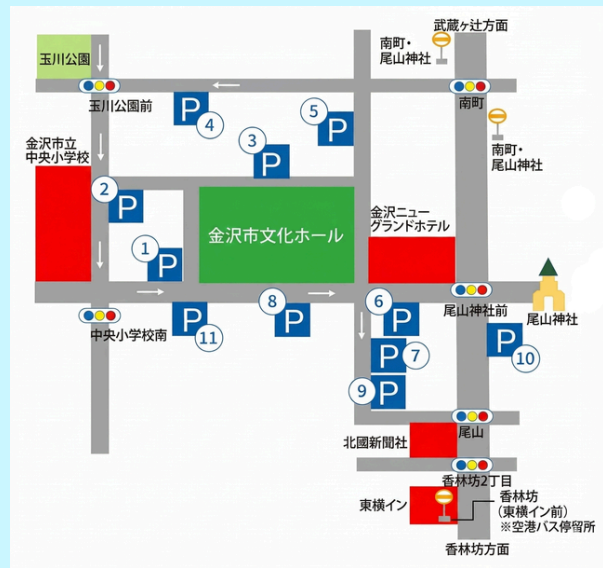 武蔵ヶ辻方面
玉川公園
南町・
尾山神社
玉川公園前
南町
P
4
P
5
南町・
尾山神社
金沢市立
中央小学校
3
P
2
P
金沢ニュー
グランドホテル
金沢市文化ホール
1
P
尾山神社前
尾山神社
中央小学校南
P
11
8
P
6
P
P
7
9
P
P
10
尾山
北國新聞社
香林坊2丁目
東横イン
香林坊
(東横イン前)
※空港バス停留所
香林坊方面